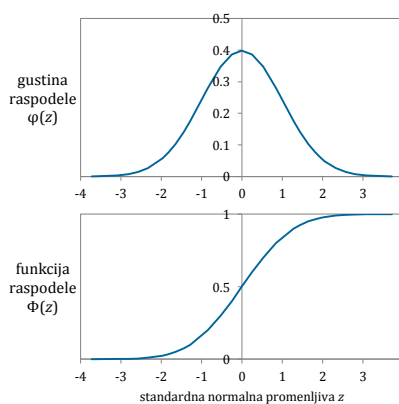 0.5
0.4
0.3
0.2
0.1
0
gustina
raspodele
φ(z)
-4 -3 -2 -1 0 1 2 3
1
0.5
0
funkcija
raspodele
Φ(z)
-4 -3 -2 -1 0 1 2 3
standardna normalna promenljiva z